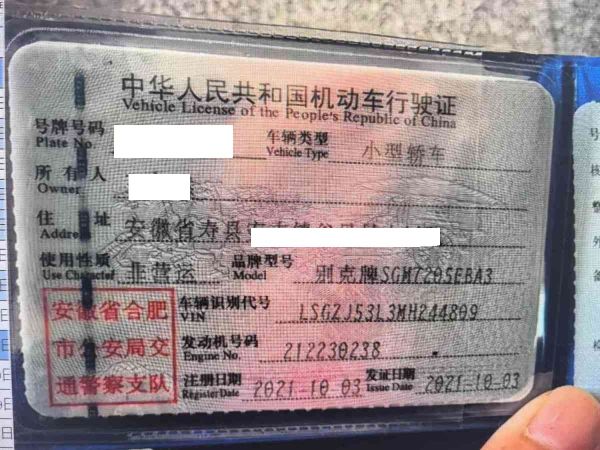 中华人民共和国机动车行驶证
Vehicle License of the People's Republic of China
号牌号码
Plate No.
车辆类型 小型轿车
Vehicle Type
所有人
Owner
住址 安徽省寿县
Address
使用性质 非营运
Use Character
品牌型号 别克牌SGM7205EBA3
Model
车辆识别代号 LSGZJ53L3MH244809
VIN
发动机号码 212230238
Engine No.
注册日期 2021-10-03
Register Date
发证日期 2021-10-03
Issue Date
安徽省合肥
市公安局交
通警察支队